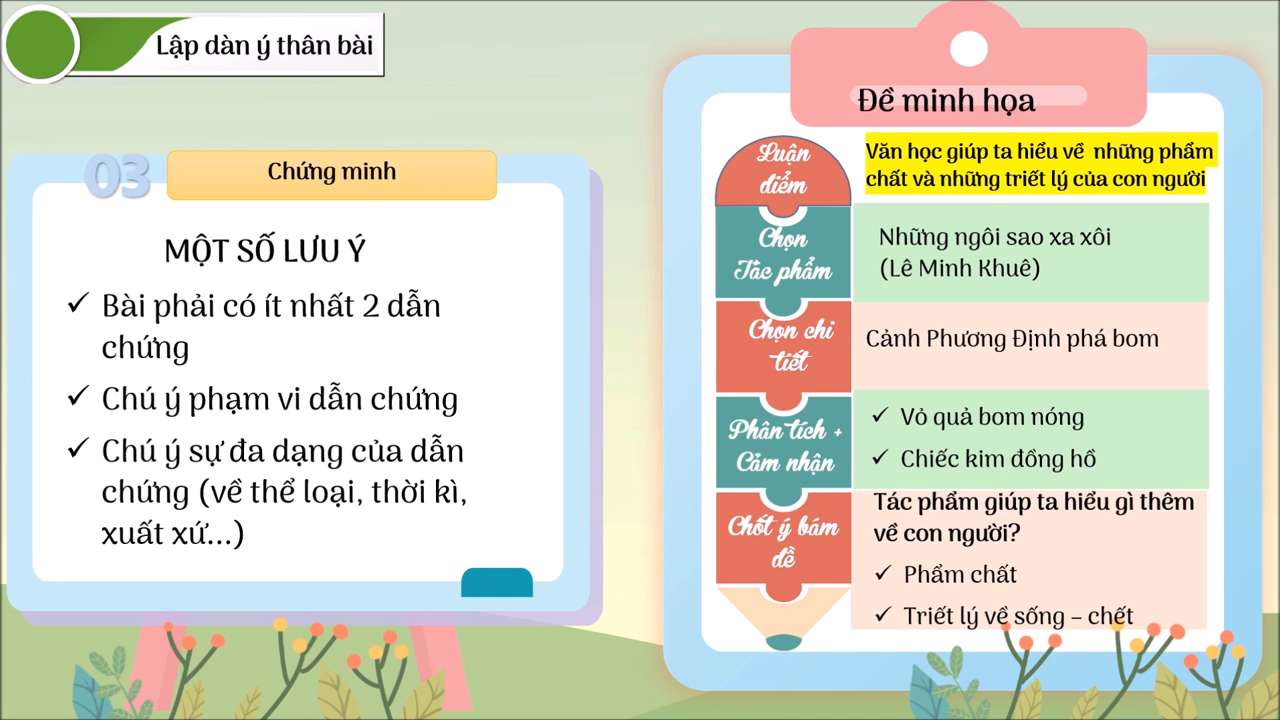 Lập dàn ý thân bài
03
Chứng minh
MỘT SỐ LƯU Ý
✓ Bài phải có ít nhất 2 dẫn
chứng
✓ Chú ý phạm vi dẫn chứng
✓ Chú ý sự đa dạng của dẫn
chứng (về thể loại, thời kì,
xuất xứ...)
Đề minh họa
Luận
điểm
Văn học giúp ta hiểu về những phẩm
chất và những triết lý của con người
Chọn
Tác phẩm
Những ngôi sao xa xôi
(Lê Minh Khuê)
Chọn chi
tiết
Cảnh Phương Định phá bom
Phân tích +
Cảm nhận
✓ Vỏ quả bom nóng
✓ Chiếc kim đồng hồ
Chốt ý bám
đề
Tác phẩm giúp ta hiểu gì thêm
về con người?
✓ Phẩm chất
✓ Triết lý về sống – chết